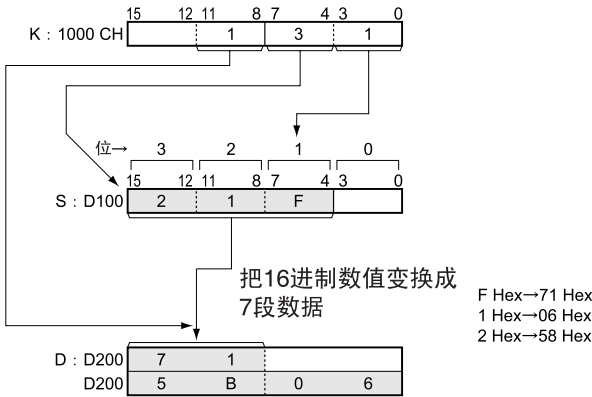 15 12 11 8 7 4 3 0
K：1000 CH 1 3 1
位→ 3 2 1 0
15 12 11 8 7 4 3 0
S：D100 2 1 F
把16进制数值变换成
7段数据
F Hex→71 Hex
1 Hex→06 Hex
2 Hex→58 Hex
D：D200 7 1
D200 5 B 0 6